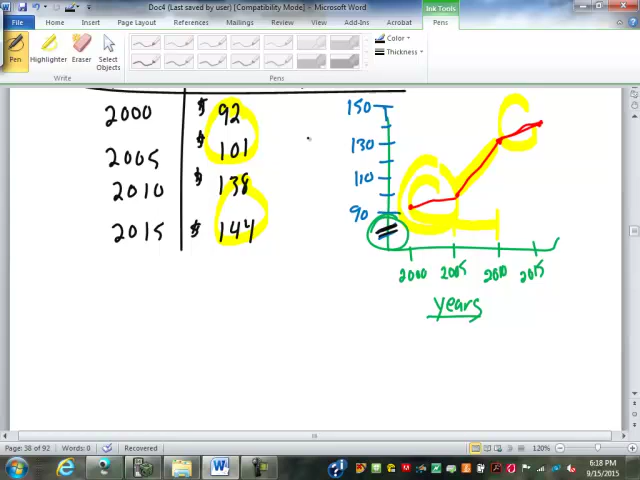 Doc4 (Last saved by user) [Compatibility Mode] - Microsoft Word
Ink Tools
File Home Insert Page Layout References Mailings Review View Add-Ins Acrobat Pens
Pen Highlighter Eraser Select Objects
Color
Thickness
Write
Pens
2000 $ 92
2005 $ 101
2010 $ 138
2015 $ 144
150
130
110
90
2000 2005 2010 2015
years
Page: 38 of 92 Words: 0 Recovered 120%
6:18 PM
9/15/2015